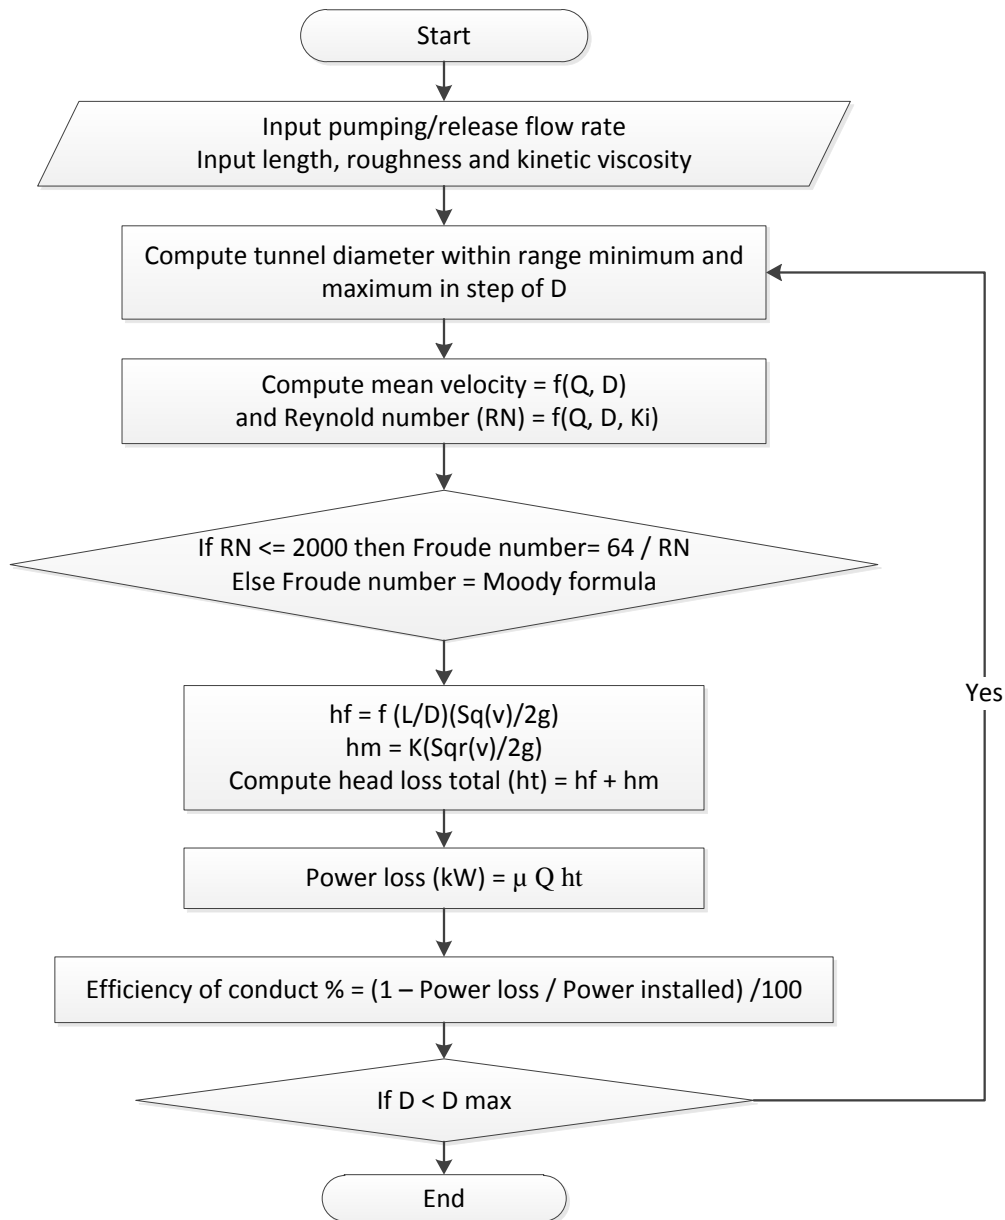 Start
Input pumping/release flow rate
Input length, roughness and kinetic viscosity
Compute tunnel diameter within range minimum and
maximum in step of D
Compute mean velocity = f(Q, D)
and Reynold number (RN) = f(Q, D, Ki)
If RN <= 2000 then Froude number= 64 / RN
Else Froude number = Moody formula
hf = f (L/D)(Sq(v)/2g)
hm = K(Sqr(v)/2g)
Compute head loss total (ht) = hf + hm
Yes
Power loss (kW) = μ Q ht
Efficiency of conduct % = (1 – Power loss / Power installed) /100
If D < D max
End